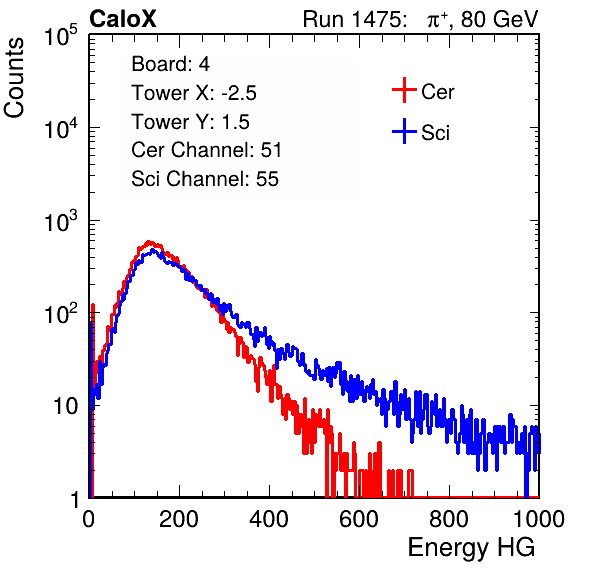 CaloX Run 1475: π⁺, 80 GeV
Counts
Board: 4
Tower X: -2.5
Tower Y: 1.5
Cer Channel: 51
Sci Channel: 55
Cer
Sci
10⁵
10⁴
10³
10²
10
1
0 200 400 600 800 1000
Energy HG